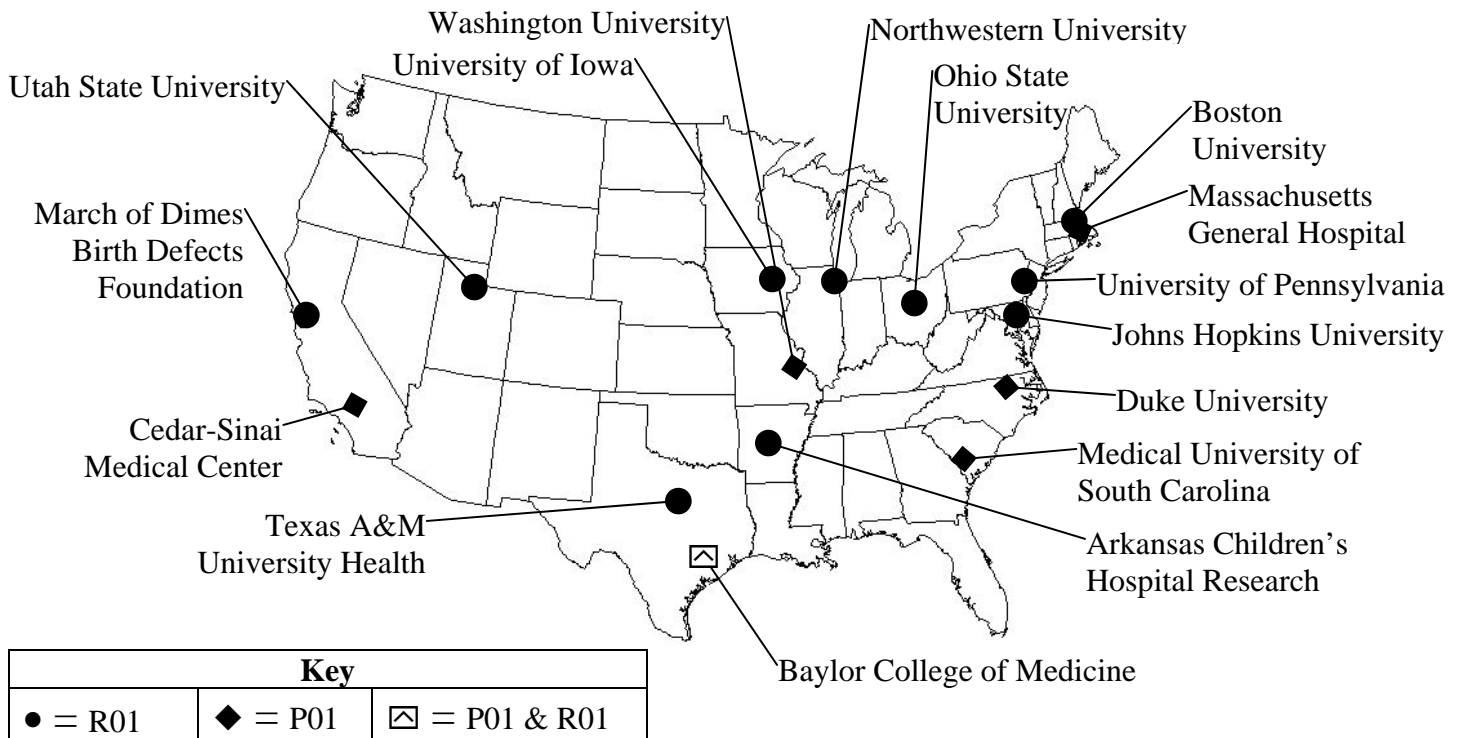 Washington University
Northwestern University
University of Iowa
Ohio State
University
Utah State University
Boston
University
Massachusetts
General Hospital
March of Dimes
Birth Defects
Foundation
University of Pennsylvania
Johns Hopkins University
Duke University
Cedar-Sinai
Medical Center
Medical University of
South Carolina
Texas A&M
University Health
Arkansas Children’s
Hospital Research
Baylor College of Medicine
Key
= R01
= P01
= P01 & R01